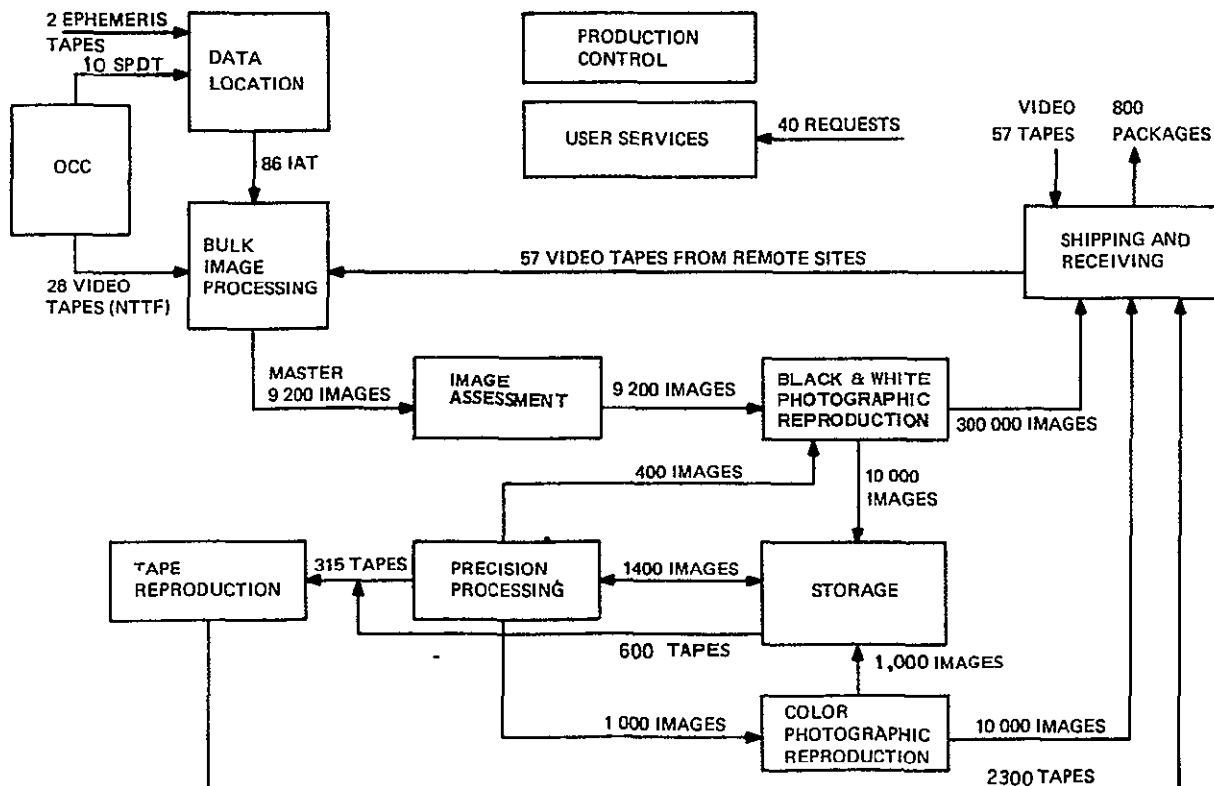 2 EPHEMERIS
TAPES
10 SPDT
DATA
LOCATION
PRODUCTION
CONTROL
USER SERVICES
40 REQUESTS
VIDEO
57 TAPES
800
PACKAGES
OCC
86 IAT
BULK
IMAGE
PROCESSING
28 VIDEO
TAPES (NTTF)
57 VIDEO TAPES FROM REMOTE SITES
SHIPPING AND
RECEIVING
MASTER
9 200 IMAGES
IMAGE
ASSESSMENT
9 200 IMAGES
BLACK & WHITE
PHOTOGRAPHIC
REPRODUCTION
300 000 IMAGES
400 IMAGES
10 000
IMAGES
TAPE
REPRODUCTION
315 TAPES
PRECISION
PROCESSING
1400 IMAGES
STORAGE
600 TAPES
1,000 IMAGES
1 000 IMAGES
COLOR
PHOTOGRAPHIC
REPRODUCTION
10 000 IMAGES
2300 TAPES